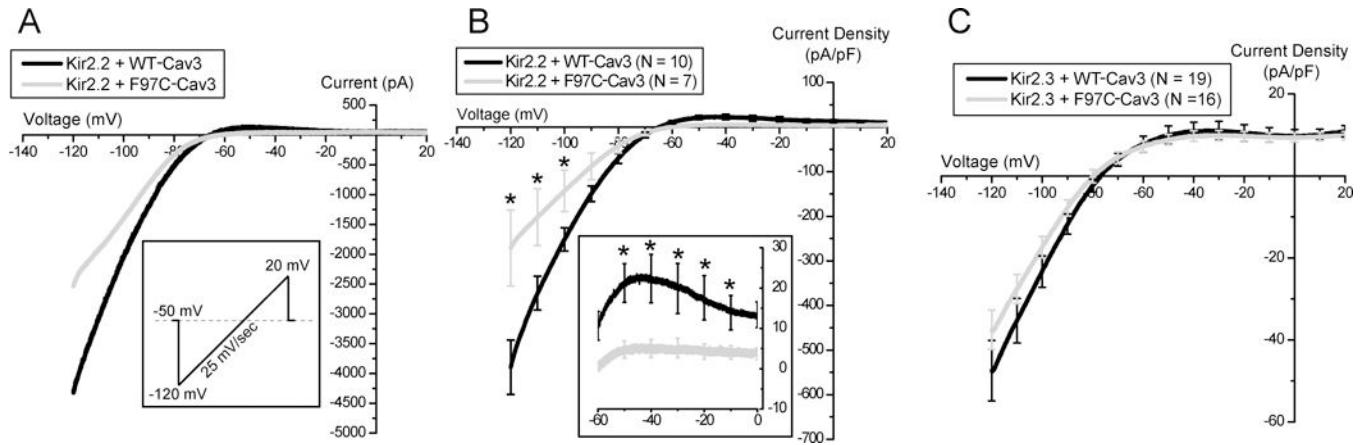 A
Kir2.2 + WT-Cav3
Kir2.2 + F97C-Cav3
Current (pA)
Voltage (mV)
-140 -120 -100 -80 -60 -40 -20 20
500
-500
-1000
-1500
-2000
-2500
-3000
-3500
-4000
-4500
-5000
20 mV
-50 mV
25 mV/sec
-120 mV
B
Current Density
(pA/pF)
Kir2.2 + WT-Cav3 (N = 10)
Kir2.2 + F97C-Cav3 (N = 7)
Voltage (mV)
-140 -120 -100 -80 -60 -40 -20 20
100
-100
-200
-300
-400
-500
-600
-700
* * *
* * * * *
30
20
10
0
-10
-60 -40 -20 0
C
Current Density
(pA/pF)
Kir2.3 + WT-Cav3 (N = 19)
Kir2.3 + F97C-Cav3 (N =16)
Voltage (mV)
-140 -120 -100 -80 -60 -40 -20 20
20
-20
-40
-60